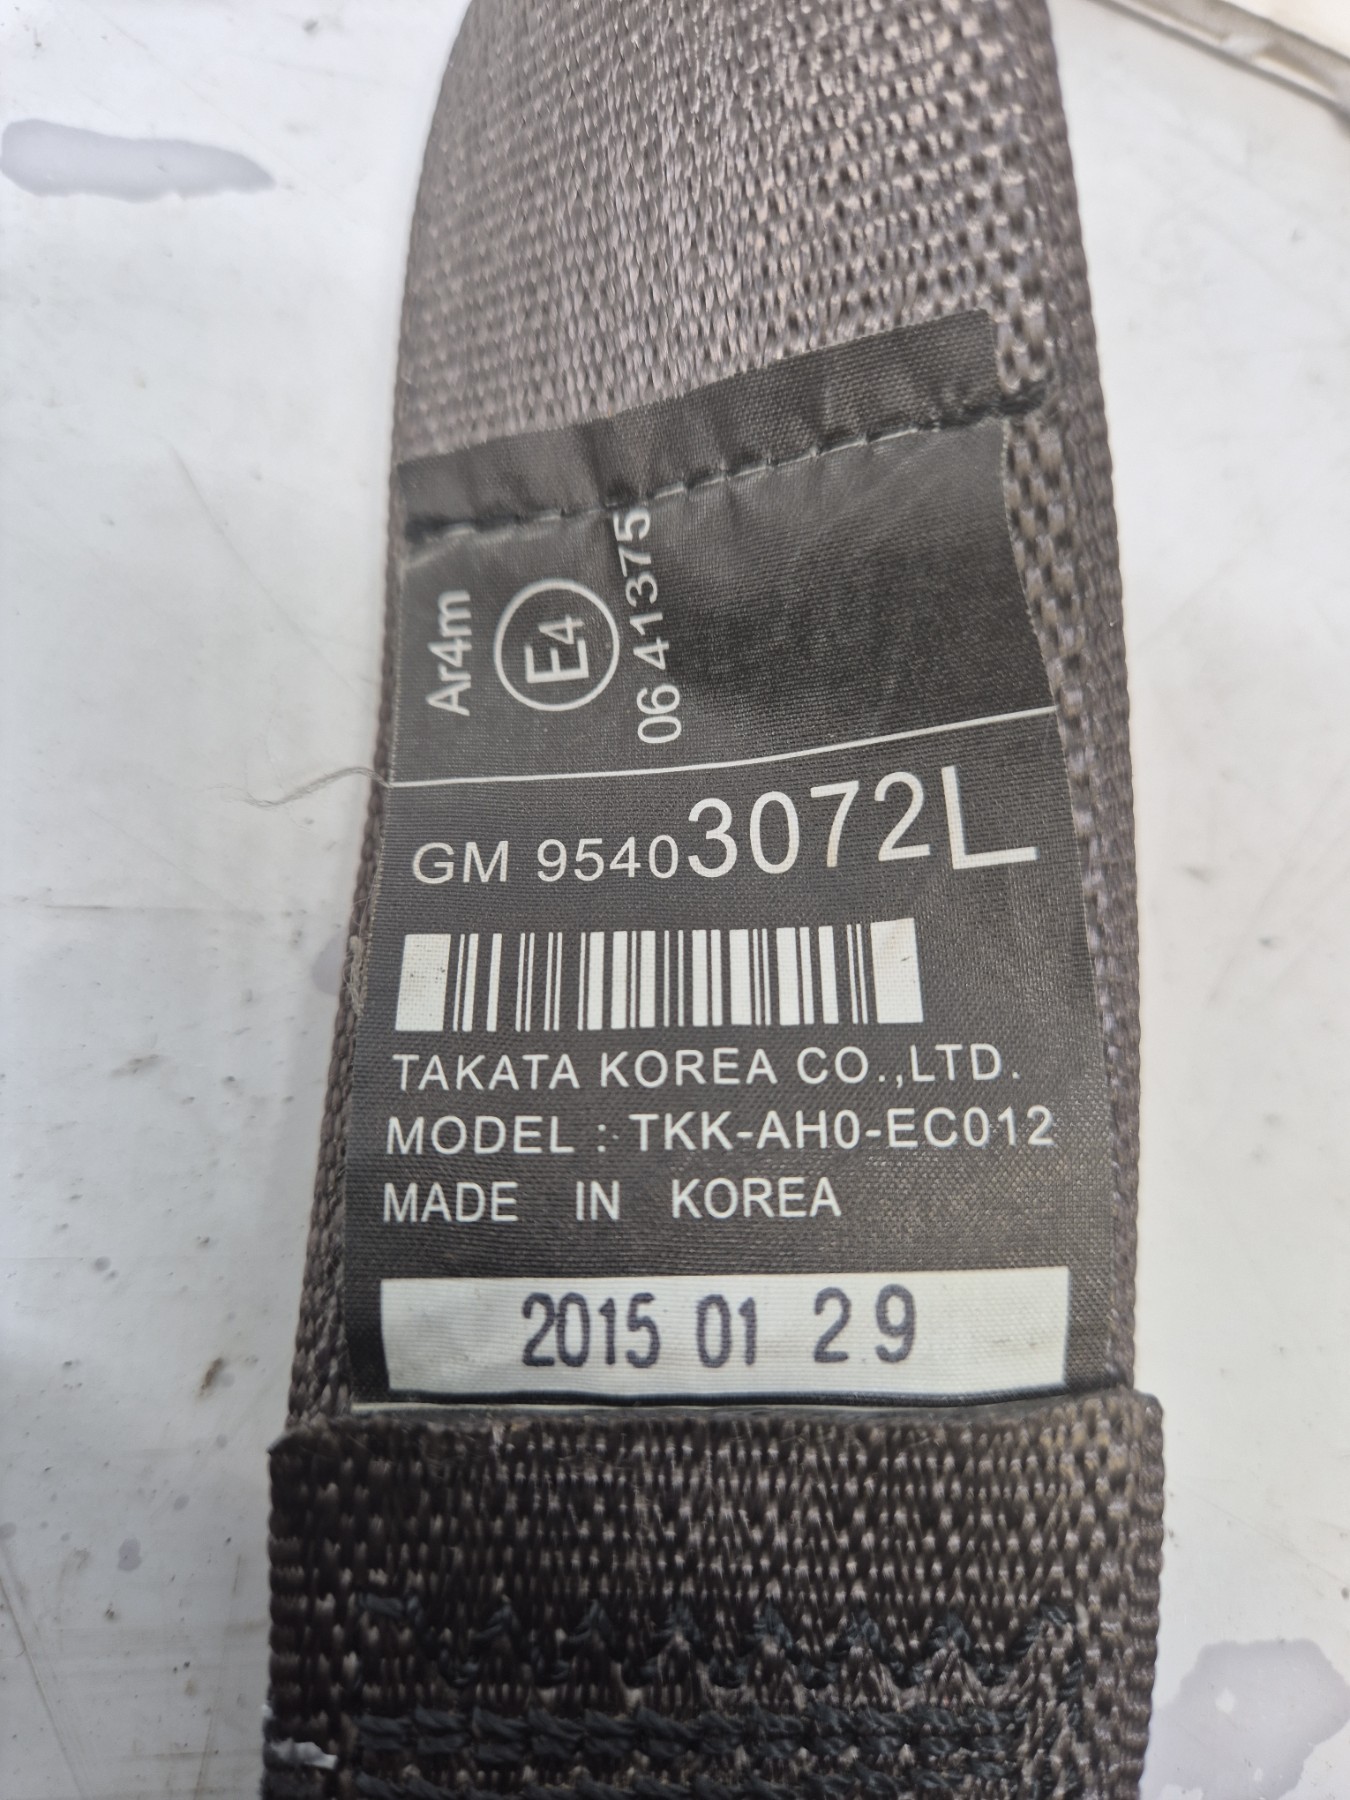 Ar4m
E4
06 41375
GM 95403072L
TAKATA KOREA CO.,LTD.
MODEL : TKK-AH0-EC012
MADE IN KOREA
2015 01 29